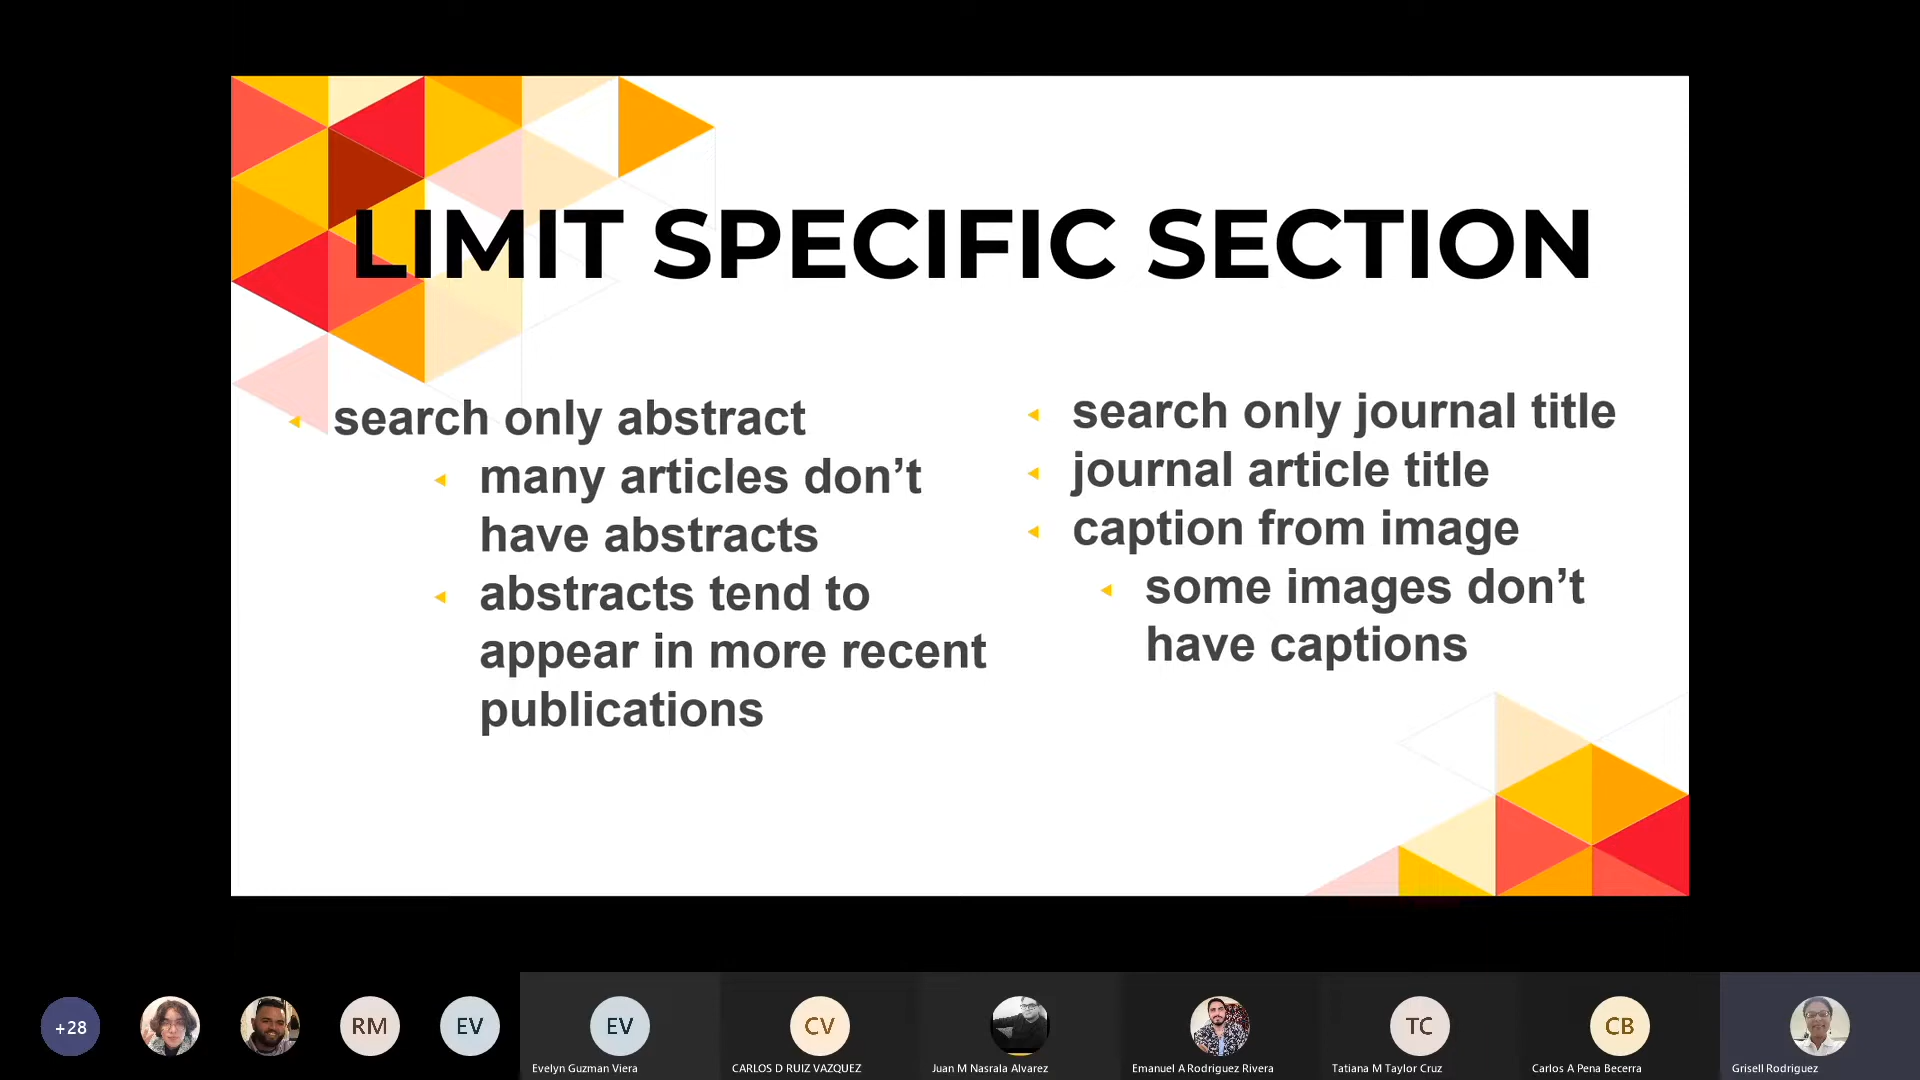 LIMIT SPECIFIC SECTION
search only abstract
many articles don’t
have abstracts
abstracts tend to
appear in more recent
publications
search only journal title
journal article title
caption from image
some images don’t
have captions
+28
RM
EV
EV
Evelyn Guzman Viera
CV
CARLOS D RUIZ VAZQUEZ
Juan M Nasrala Alvarez
Emanuel A Rodriguez Rivera
TC
Tatiana M Taylor Cruz
CB
Carlos A Pena Becerra
Grisell Rodriguez